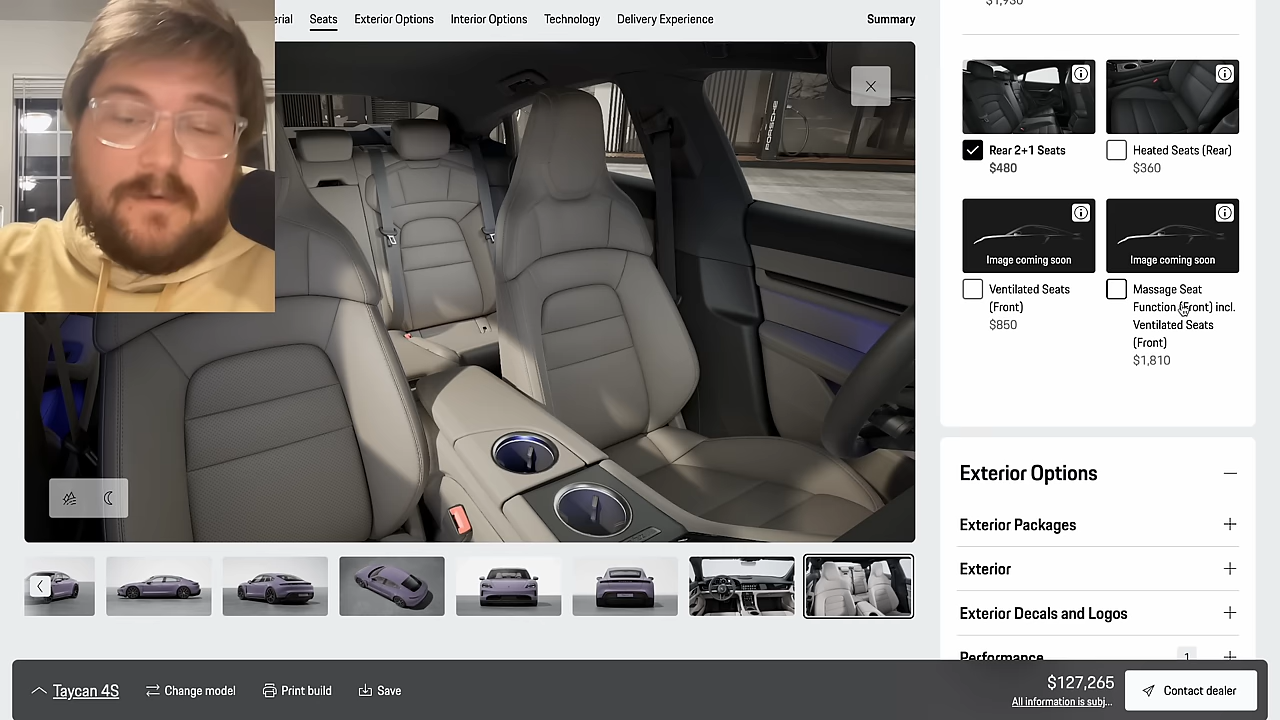 erial
Seats
Exterior Options
Interior Options
Technology
Delivery Experience
Summary
$1,930
Rear 2+1 Seats
$480
Heated Seats (Rear)
$360
Image coming soon
Image coming soon
Ventilated Seats
(Front)
$850
Massage Seat
Function (Front) incl.
Ventilated Seats
(Front)
$1,810
PORSCHE
Exterior Options
Exterior Packages
Exterior
Exterior Decals and Logos
Performance
1
Taycan 4S
Change model
Print build
Save
$127,265
All information is subj...
Contact dealer